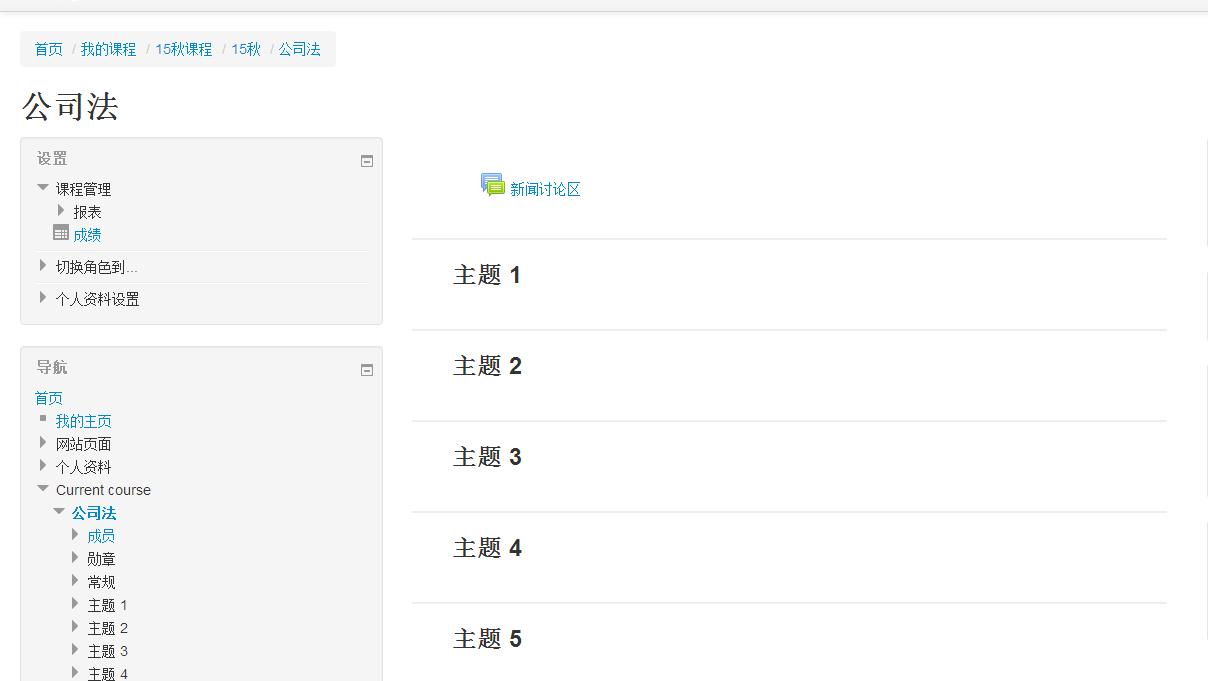 首页 / 我的课程 / 15秋课程 / 15秋 / 公司法
公司法
设置
课程管理
报表
成绩
切换角色到...
个人资料设置
导航
首页
我的主页
网站页面
个人资料
Current course
公司法
成员
勋章
常规
主题 1
主题 2
主题 3
主题 4
新闻讨论区
主题 1
主题 2
主题 3
主题 4
主题 5